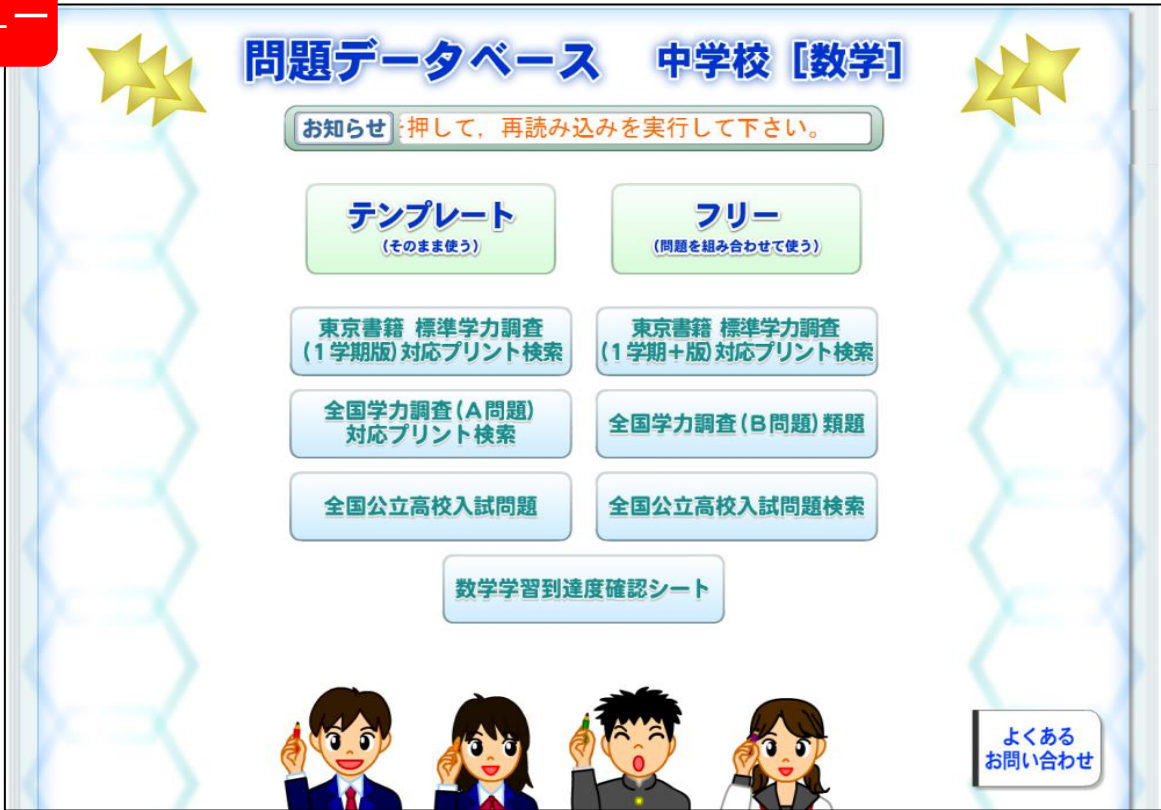 問題データベース 中学校［数学］
お知らせ 押して，再読み込みを実行して下さい。
テンプレート
(そのまま使う)
フリー
(問題を組み合わせて使う)
東京書籍 標準学力調査
(1学期版)対応プリント検索
東京書籍 標準学力調査
(1学期＋版)対応プリント検索
全国学力調査(A問題)
対応プリント検索
全国学力調査(B問題)類題
全国公立高校入試問題
全国公立高校入試問題検索
数学学習到達度確認シート
よくある
お問い合わせ